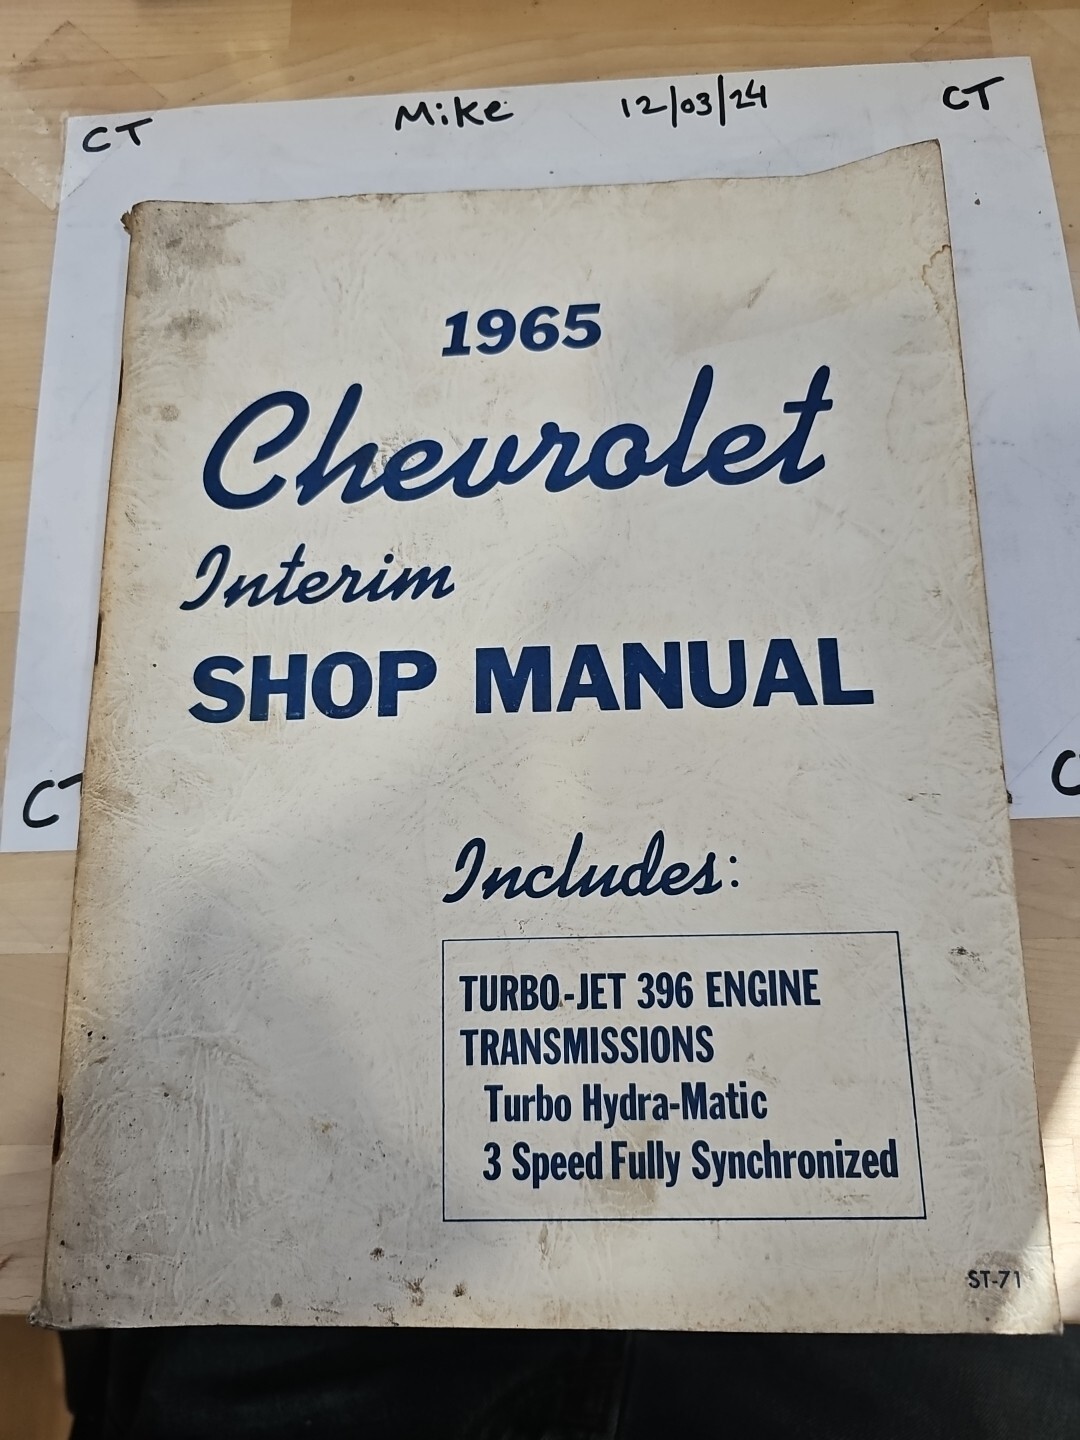 CT Mike 12/03/24 CT
1965
Chevrolet
Interim
SHOP MANUAL
CT
Includes:
TURBO-JET 396 ENGINE
TRANSMISSIONS
Turbo Hydra-Matic
3 Speed Fully Synchronized
ST-71